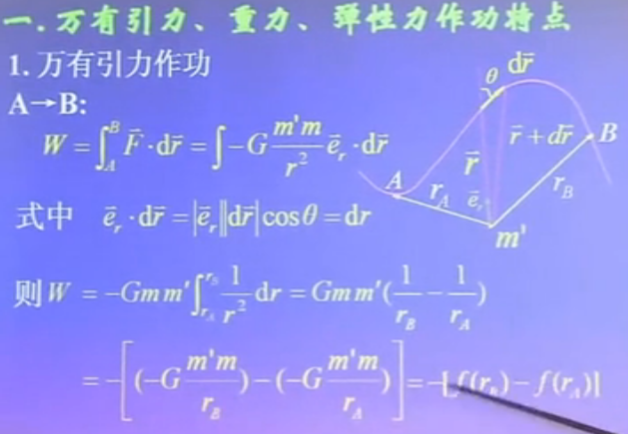 一.万有引力、重力、弹性力作功特点
1. 万有引力作功
A→B:
W = ∫_A^B F⃗·dr⃗ = ∫ -G m'm/r² e⃗_r·dr⃗
式中 e⃗_r·dr⃗ = |e⃗_r||dr⃗|cosθ = dr
则W = -Gmm'∫_{r_A}^{r_B} 1/r² dr = Gmm'(1/r_B - 1/r_A)
= -[(-G m'm/r_B) - (-G m'm/r_A)] = -[f(r_B) - f(r_A)]
θ dr⃗
r⃗ r⃗+dr⃗ B
A r_A e⃗_r r_B
m'